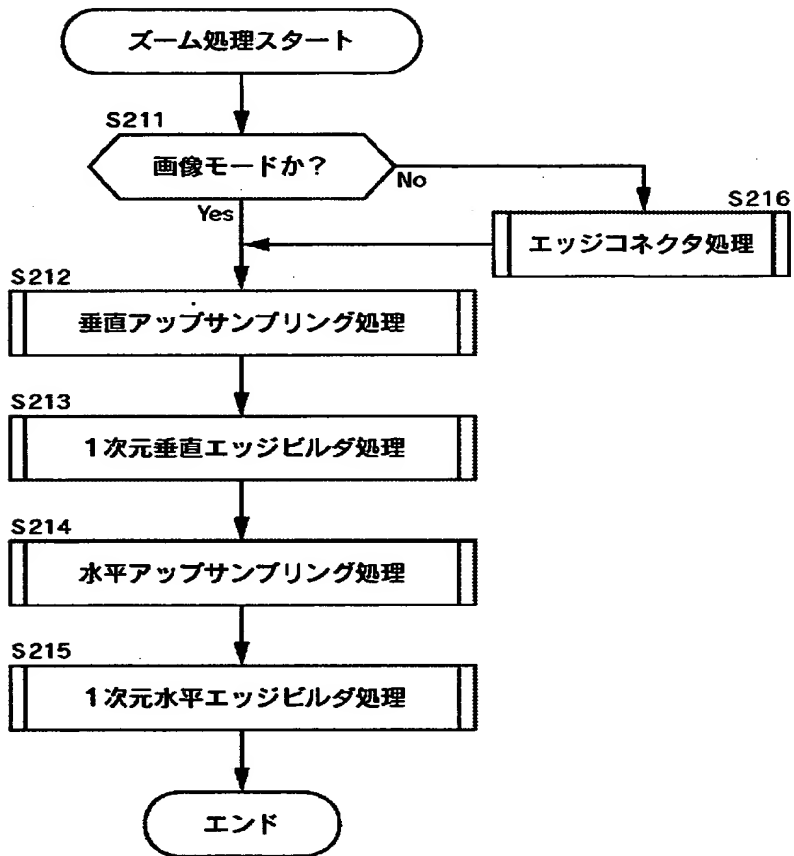 ズーム処理スタート
S211
画像モードか？
No
Yes
S216
エッジコネクタ処理
S212
垂直アップサンプリング処理
S213
1次元垂直エッジビルダ処理
S214
水平アップサンプリング処理
S215
1次元水平エッジビルダ処理
エンド